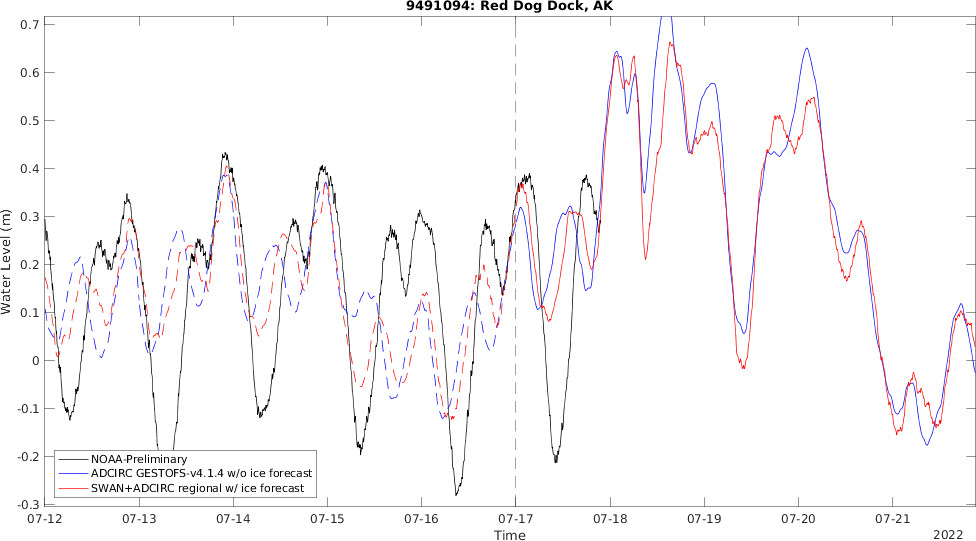 9491094: Red Dog Dock, AK
0.7
0.6
0.5
0.4
0.3
0.2
0.1
0
-0.1
-0.2
-0.3
Water Level (m)
NOAA-Preliminary
ADCIRC GESTOFS-v4.1.4 w/o ice forecast
SWAN+ADCIRC regional w/ ice forecast
07-12 07-13 07-14 07-15 07-16 07-17 07-18 07-19 07-20 07-21
Time
2022